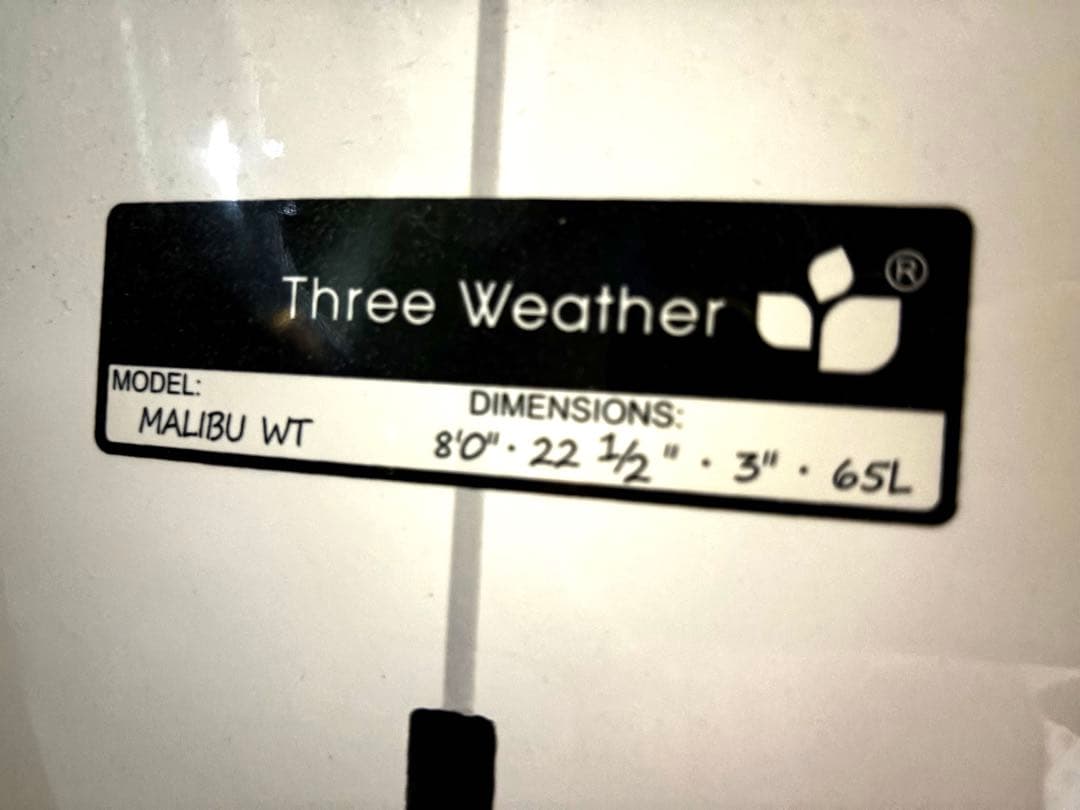 Three Weather ®
MODEL:
MALIBU WT
DIMENSIONS:
8'0" · 22 1/2" · 3" · 65L